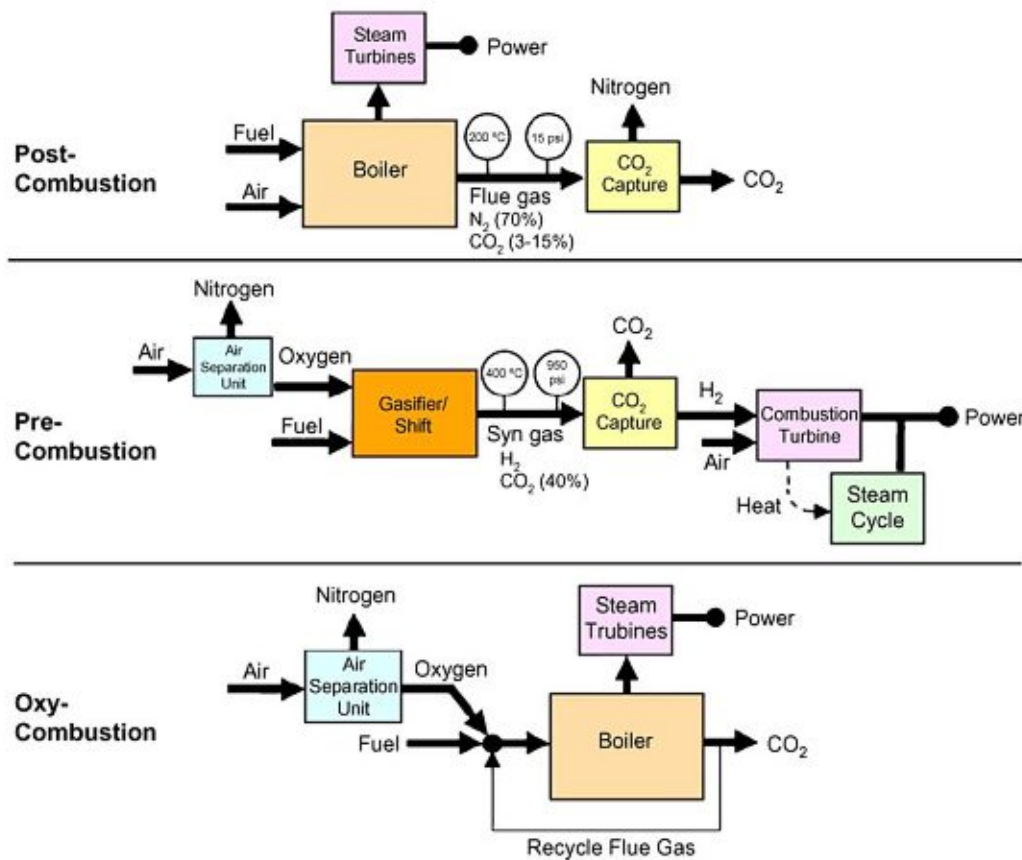 Steam
Turbines
Power
Nitrogen
Post-
Combustion
Fuel
Air
Boiler
200 ºC
15 psi
Flue gas
N₂ (70%)
CO₂ (3-15%)
CO₂
Capture
CO₂
Nitrogen
Air
Air
Separation
Unit
Oxygen
Pre-
Combustion
Fuel
Gasifier/
Shift
400 ºC
950
psi
Syn gas
H₂
CO₂ (40%)
CO₂
CO₂
Capture
H₂
Air
Combustion
Turbine
Power
Heat
Steam
Cycle
Nitrogen
Air
Air
Separation
Unit
Oxygen
Oxy-
Combustion
Fuel
Steam
Trubines
Power
Boiler
CO₂
Recycle Flue Gas